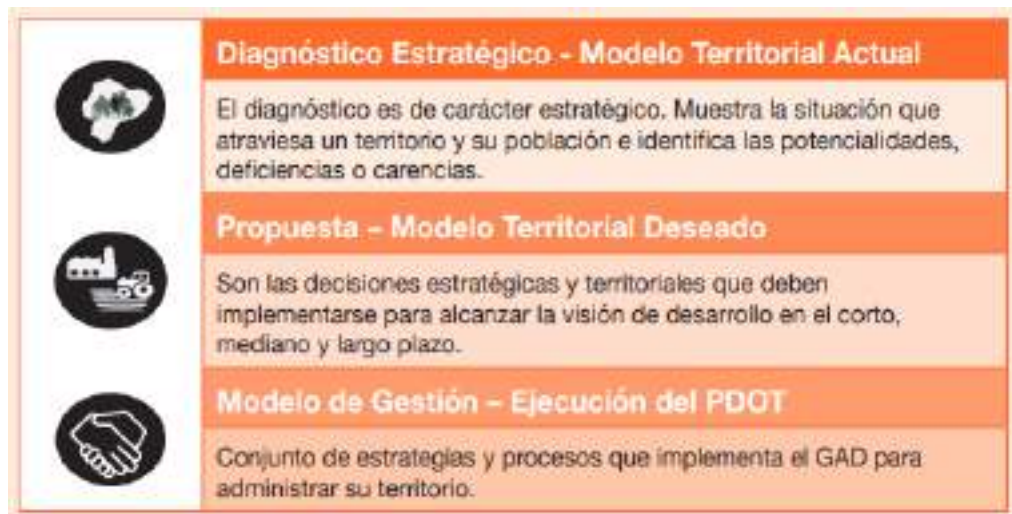 Diagnóstico Estratégico - Modelo Territorial Actual
El diagnóstico es de carácter estratégico. Muestra la situación que
atraviesa un territorio y su población e identifica las potencialidades,
deficiencias o carencias.
Propuesta – Modelo Territorial Deseado
Son las decisiones estratégicas y territoriales que deben
implementarse para alcanzar la visión de desarrollo en el corto,
mediano y largo plazo.
Modelo de Gestión – Ejecución del PDOT
Conjunto de estrategias y procesos que implementa el GAD para
administrar su territorio.